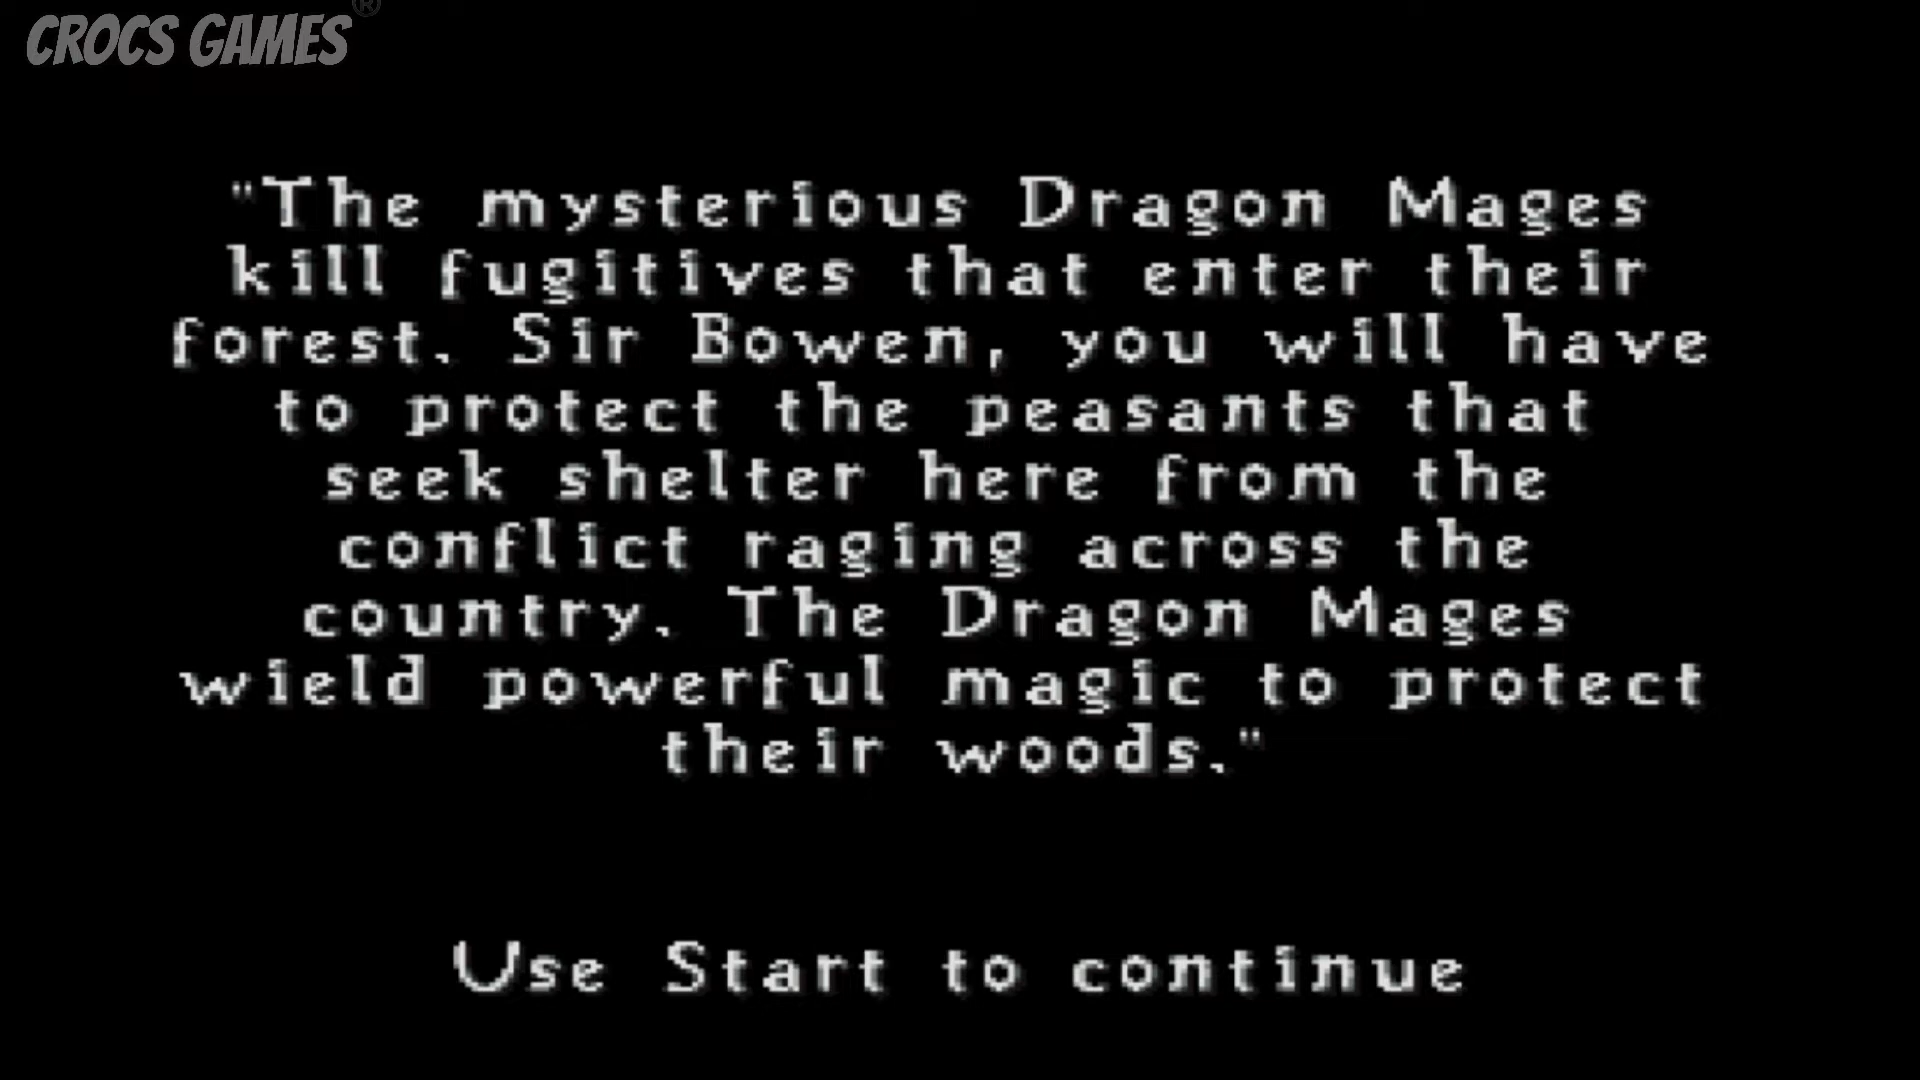 CROCS GAMES®
"The mysterious Dragon Mages
kill fugitives that enter their
forest. Sir Bowen, you will have
to protect the peasants that
seek shelter here from the
conflict raging across the
country. The Dragon Mages
wield powerful magic to protect
their woods."
Use Start to continue